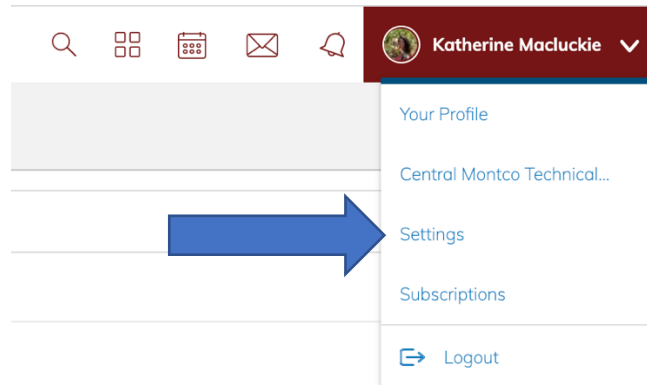 Katherine Macluckie
Your Profile
Central Montco Technical...
Settings
Subscriptions
Logout